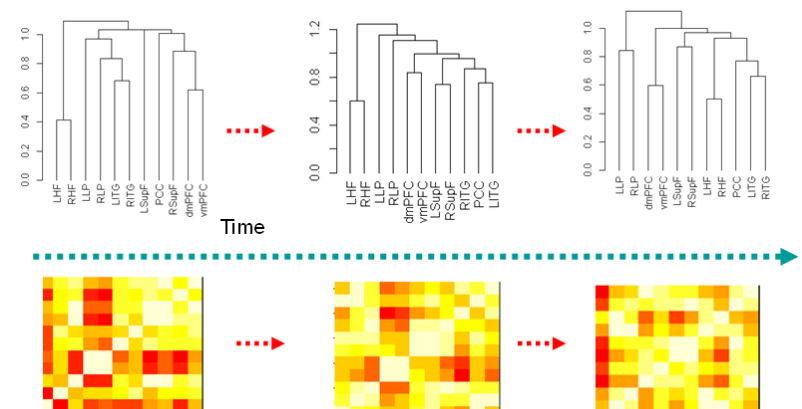 1.0
0.8
0.6
0.4
0.2
0.0
LHF
RHF
LLP
RLP
LITG
RITG
LSupF
PCC
RSupF
dmPFC
vmPFC
1.2
0.8
0.4
0.0
LHF
RHF
LLP
RLP
dmPFC
vmPFC
LSupF
RSupF
RITG
PCC
LITG
1.0
0.8
0.6
0.4
0.2
0.0
LLP
RLP
dmPFC
vmPFC
LSupF
RSupF
LHF
RHF
PCC
LITG
RITG
Time